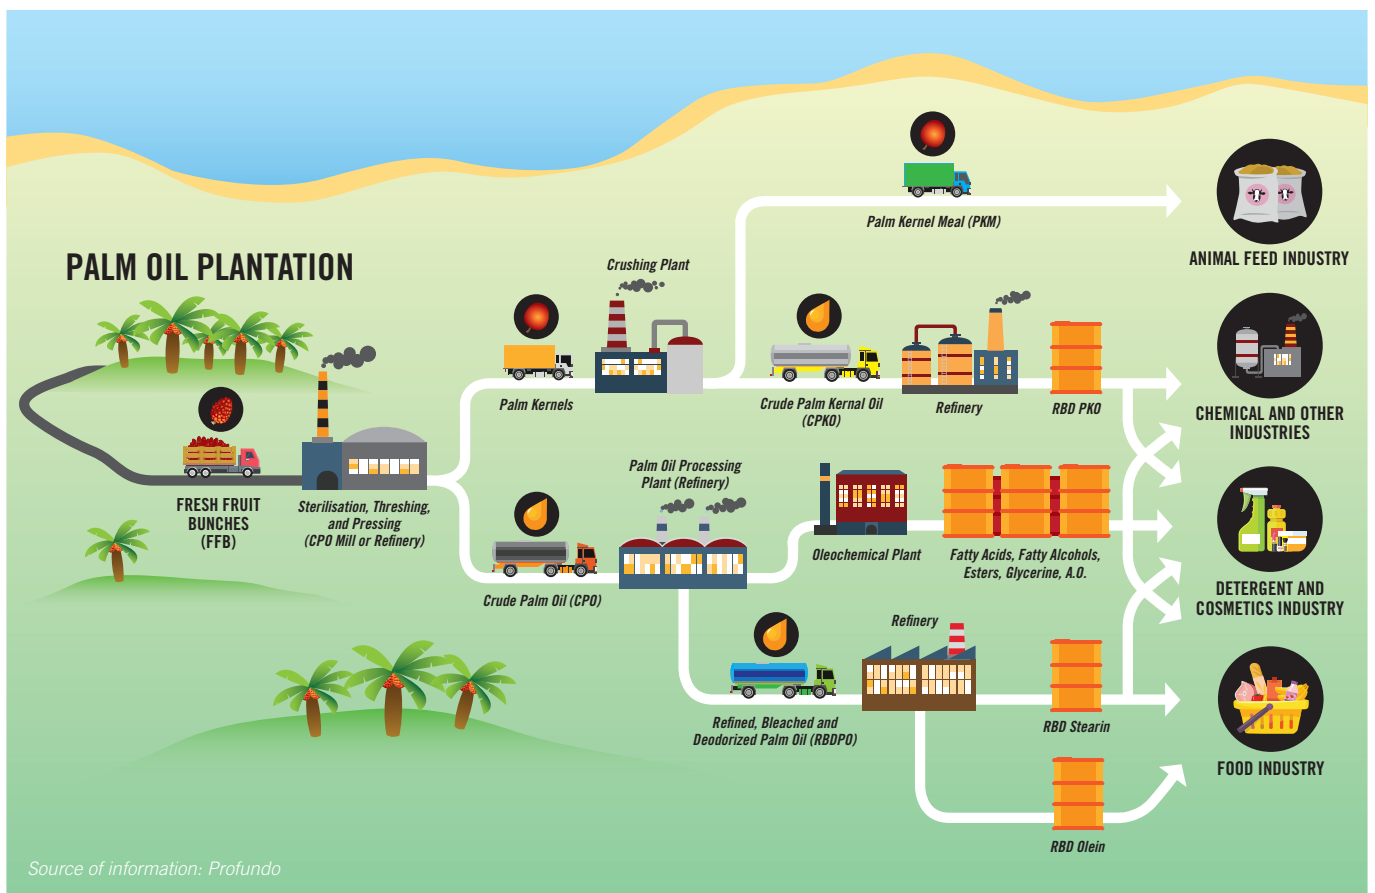 PALM OIL PLANTATION
FRESH FRUIT
BUNCHES
(FFB)
Sterilisation, Threshing,
and Pressing
(CPO Mill or Refinery)
Palm Kernels
Crushing Plant
Palm Kernel Meal (PKM)
Crude Palm Kernal Oil
(CPKO)
Refinery
RBD PKO
Crude Palm Oil (CPO)
Palm Oil Processing
Plant (Refinery)
Oleochemical Plant
Fatty Acids, Fatty Alcohols,
Esters, Glycerine, A.O.
Refined, Bleached and
Deodorized Palm Oil (RBDPO)
Refinery
RBD Stearin
RBD Olein
ANIMAL FEED INDUSTRY
CHEMICAL AND OTHER
INDUSTRIES
DETERGENT AND
COSMETICS INDUSTRY
FOOD INDUSTRY
Source of information: Profundo